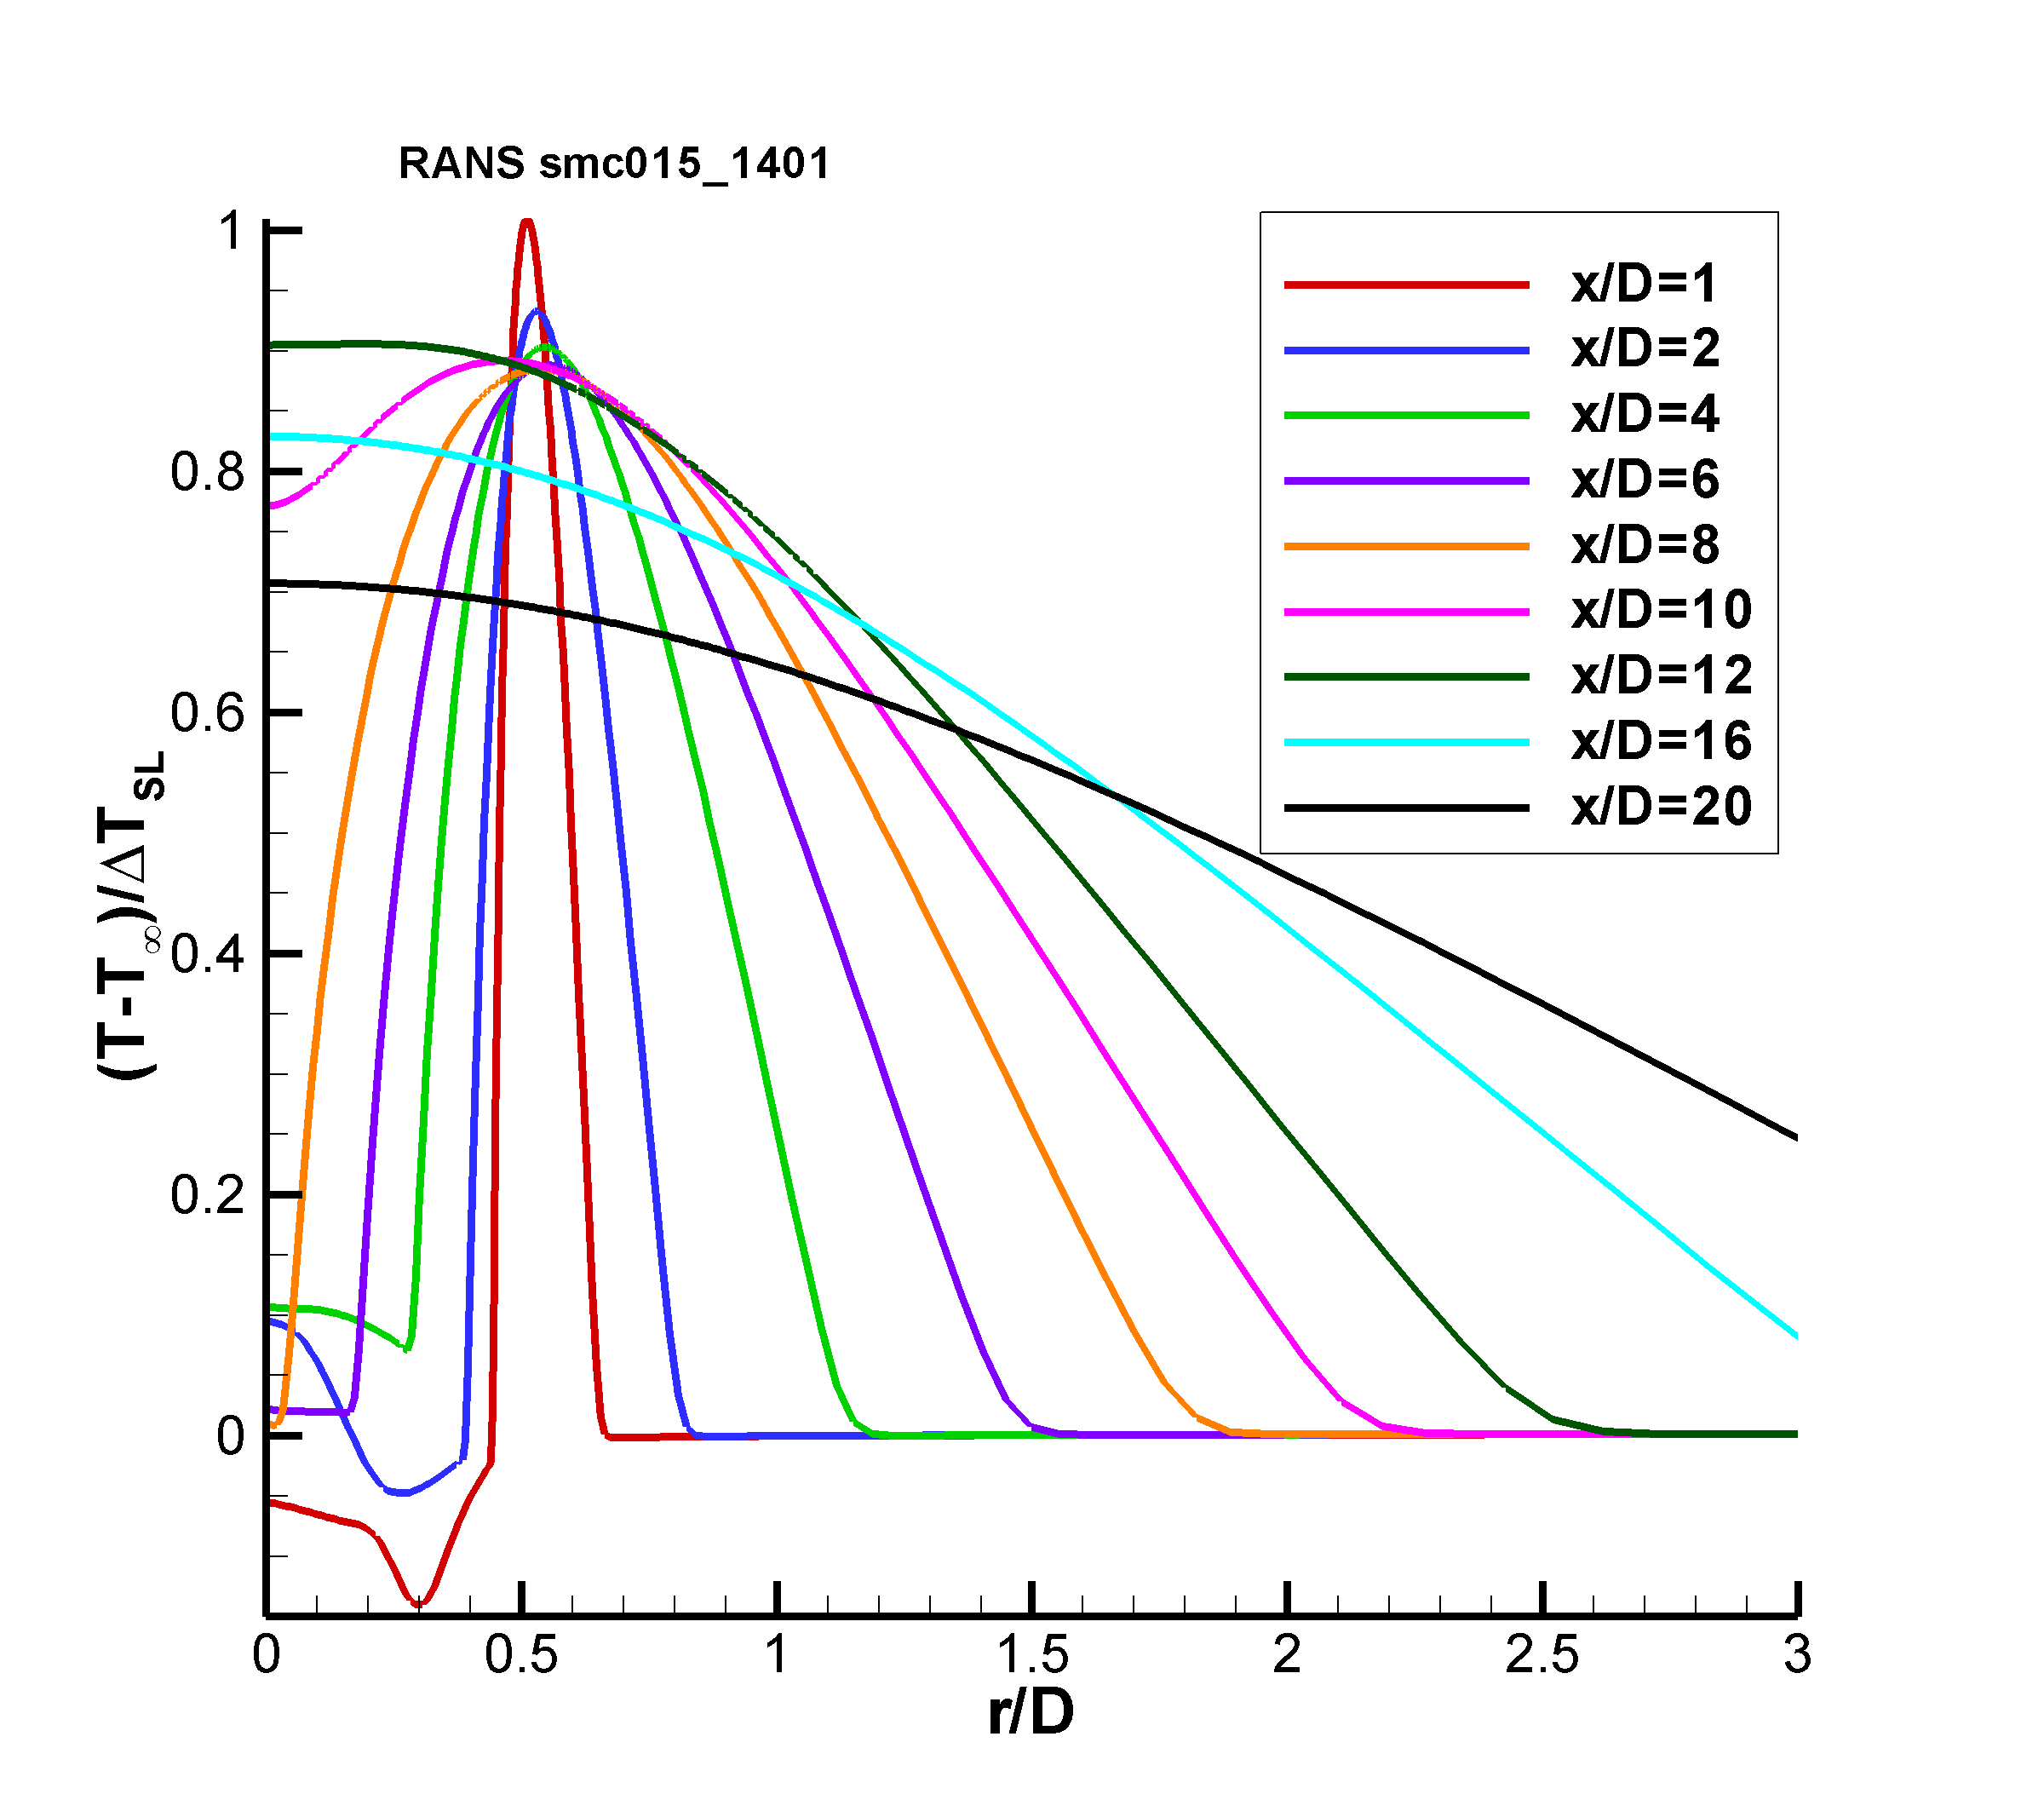 RANS smc015_1401
1
0.8
0.6
0.4
0.2
0
(T-T∞)/ΔT_SL
x/D=1
x/D=2
x/D=4
x/D=6
x/D=8
x/D=10
x/D=12
x/D=16
x/D=20
0 0.5 1 1.5 2 2.5 3
r/D